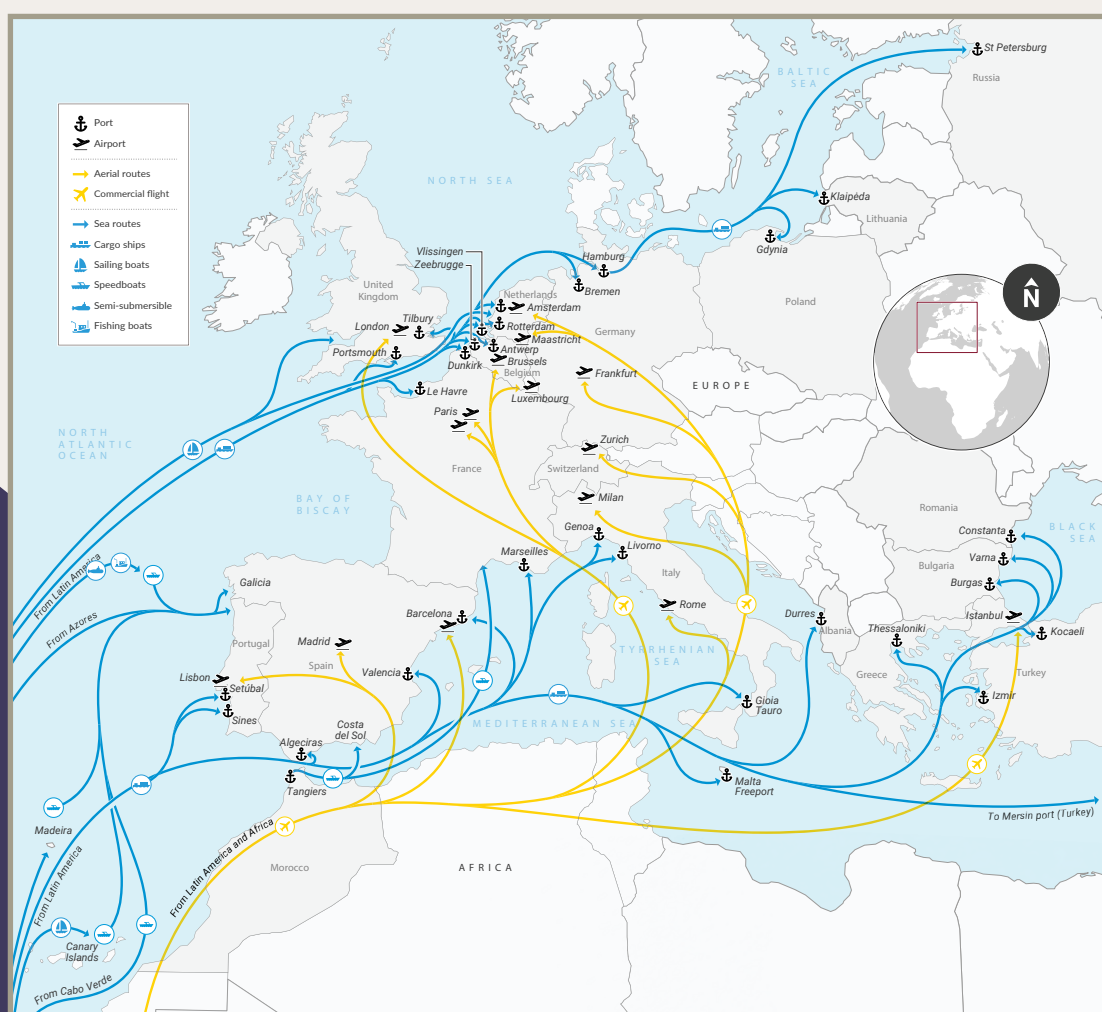 St Petersburg
Russia
BALTIC
SEA
Port
Airport
Aerial routes
Commercial flight
Sea routes
Cargo ships
Sailing boats
Speedboats
Semi-submersible
Fishing boats
NORTH SEA
Klaipėda
Lithuania
Gdynia
Vlissingen
Zeebrugge
Hamburg
Bremen
United
Kingdom
Netherlands
Amsterdam
Poland
N
Tilbury
London
Rotterdam
Germany
Maastricht
Portsmouth
Antwerp
Dunkirk
Brussels
Belgium
Frankfurt
EUROPE
Le Havre
Luxembourg
Paris
NORTH
ATLANTIC
OCEAN
Zurich
France
Switzerland
BAY OF
BISCAY
Milan
Romania
Genoa
Constanta
BLACK
SEA
Livorno
Marseilles
Varna
Bulgaria
From Latin America
Galicia
Italy
Burgas
Rome
Barcelona
Durres
Istanbul
From Azores
Albania
Thessaloniki
Kocaeli
Portugal
Madrid
TYRRHENIAN
SEA
Spain
Valencia
Greece
Turkey
Lisbon
Setúbal
Izmir
Gioia
Tauro
Sines
Costa
del Sol
MEDITERRANEAN SEA
Algeciras
Tangiers
Malta
Freeport
To Mersin port (Turkey)
Madeira
From Latin America and Africa
Morocco
AFRICA
From Latin America
Canary
Islands
From Cabo Verde